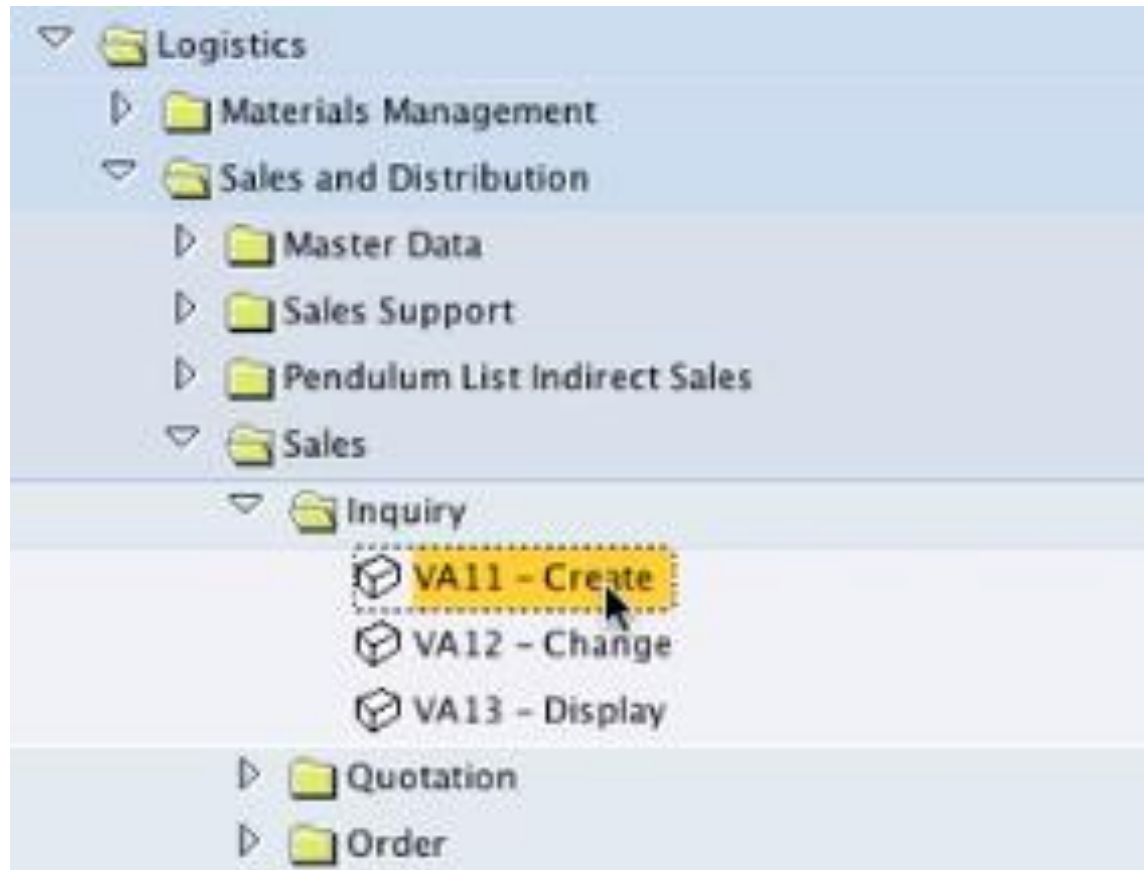 Logistics
Materials Management
Sales and Distribution
Master Data
Sales Support
Pendulum List Indirect Sales
Sales
Inquiry
VA11 – Create
VA12 – Change
VA13 – Display
Quotation
Order